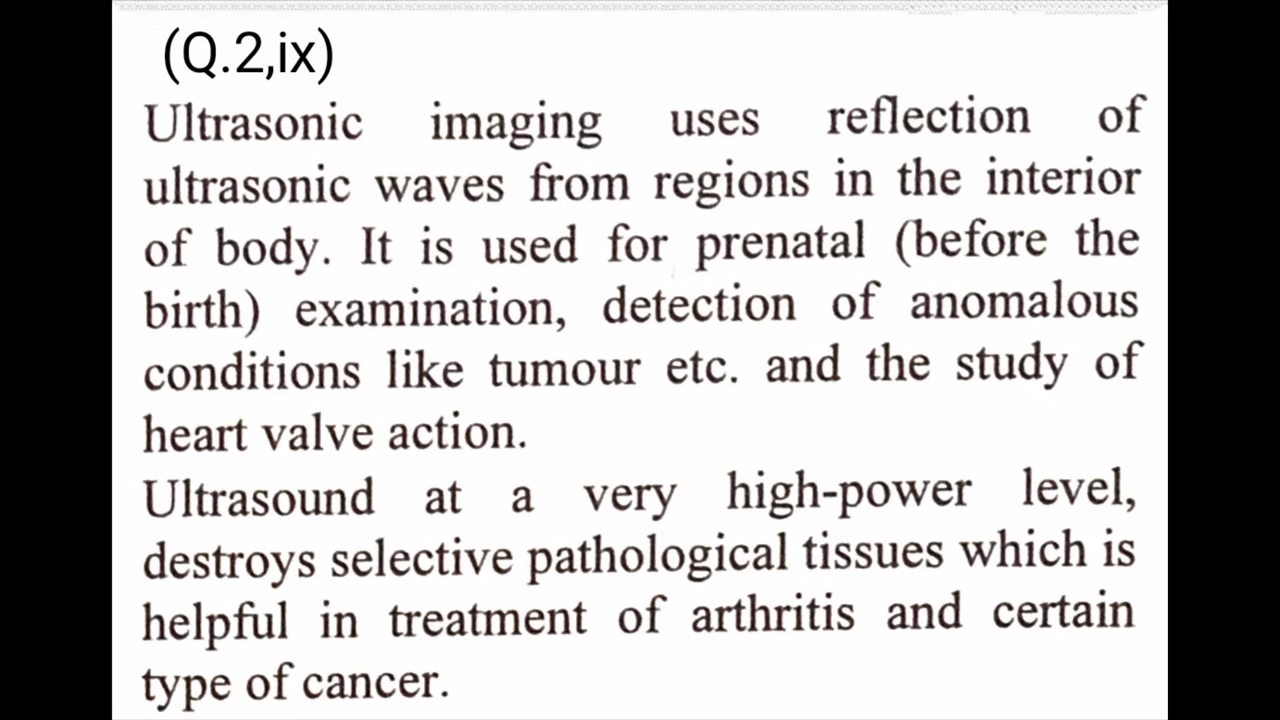 (Q.2,ix)
Ultrasonic imaging uses reflection of
ultrasonic waves from regions in the interior
of body. It is used for prenatal (before the
birth) examination, detection of anomalous
conditions like tumour etc. and the study of
heart valve action.
Ultrasound at a very high-power level,
destroys selective pathological tissues which is
helpful in treatment of arthritis and certain
type of cancer.